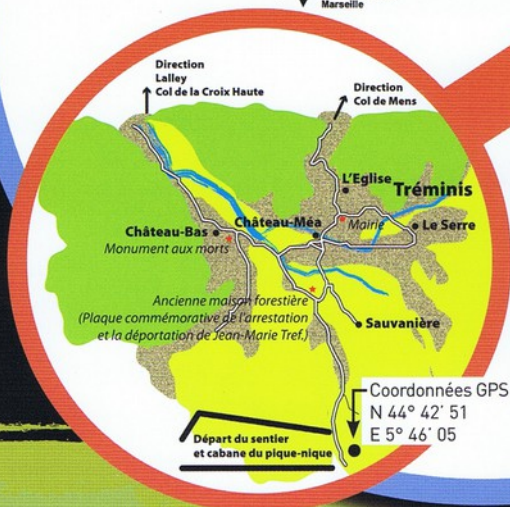 Marseille
Direction
Lalley
Col de la Croix Haute
Direction
Col de Mens
L'Eglise
Tréminis
Château-Bas
Château-Méa
Mairie
Le Serre
Monument aux morts
Ancienne maison forestière
(Plaque commémorative de l'arrestation
et la déportation de Jean-Marie Tref.)
Sauvanière
Coordonnées GPS
N 44° 42' 51
E 5° 46' 05
Départ du sentier
et cabane du pique-nique